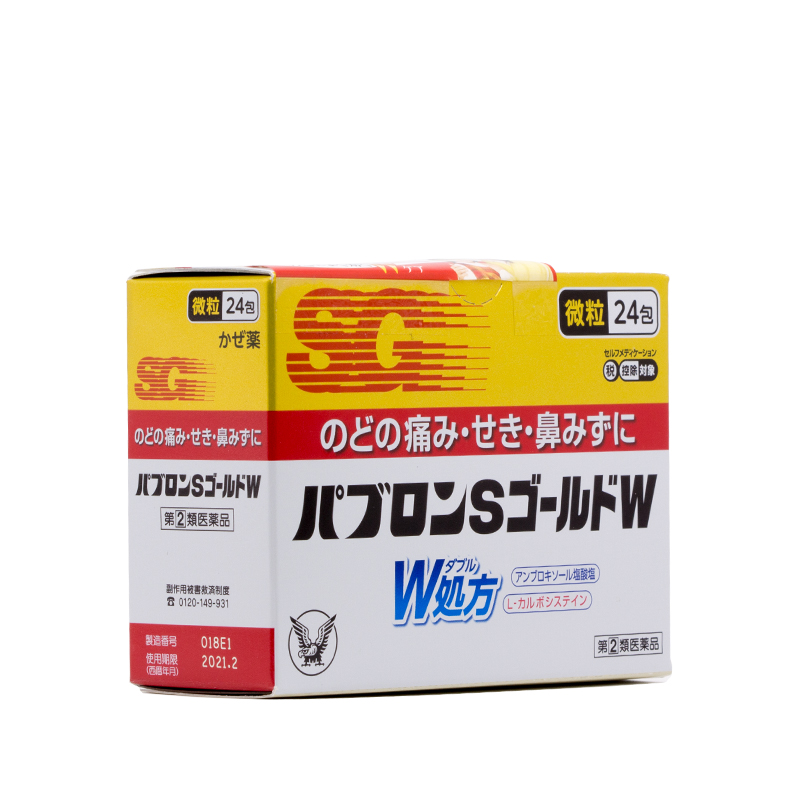 微粒 24包
かぜ薬
SG
のどの痛み・せき・鼻みずに
パブロンSゴールドW
第2類医薬品
副作用被害救済制度
☎ 0120-149-931
製造番号 018E1
使用期限 2021.2
(西暦年月)
SG
微粒 24包
セルフメディケーション
税 控除 対象
のどの痛み・せき・鼻みずに
パブロンSゴールドW
ダブル
W処方
アンブロキソール塩酸塩
L-カルボシステイン
第2類医薬品